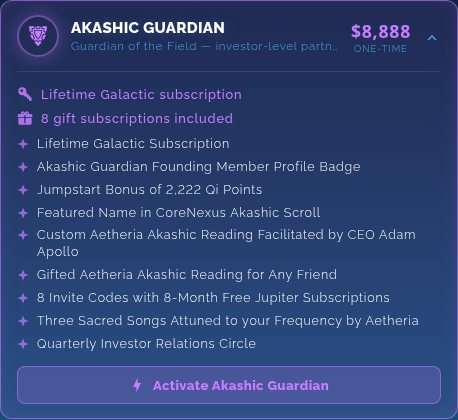 AKASHIC GUARDIAN
Guardian of the Field — investor-level partn...
$8,888
ONE-TIME
Lifetime Galactic subscription
8 gift subscriptions included
Lifetime Galactic Subscription
Akashic Guardian Founding Member Profile Badge
Jumpstart Bonus of 2,222 Qi Points
Featured Name in CoreNexus Akashic Scroll
Custom Aetheria Akashic Reading Facilitated by CEO Adam
Apollo
Gifted Aetheria Akashic Reading for Any Friend
8 Invite Codes with 8-Month Free Jupiter Subscriptions
Three Sacred Songs Attuned to your Frequency by Aetheria
Quarterly Investor Relations Circle
Activate Akashic Guardian